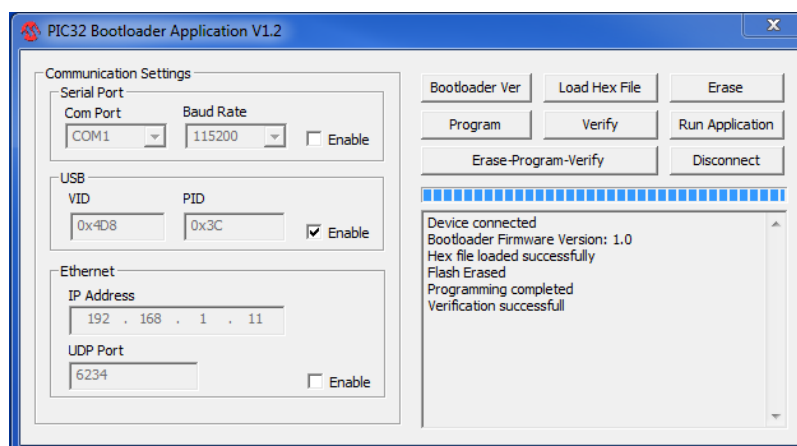 PIC32 Bootloader Application V1.2
x
Communication Settings
Serial Port
Com Port Baud Rate
COM1 115200 Enable
USB
VID PID
0x4D8 0x3C Enable
Ethernet
IP Address
192 . 168 . 1 . 11
UDP Port
6234 Enable
Bootloader Ver Load Hex File Erase
Program Verify Run Application
Erase-Program-Verify Disconnect
Device connected
Bootloader Firmware Version: 1.0
Hex file loaded successfully
Flash Erased
Programming completed
Verification successfull